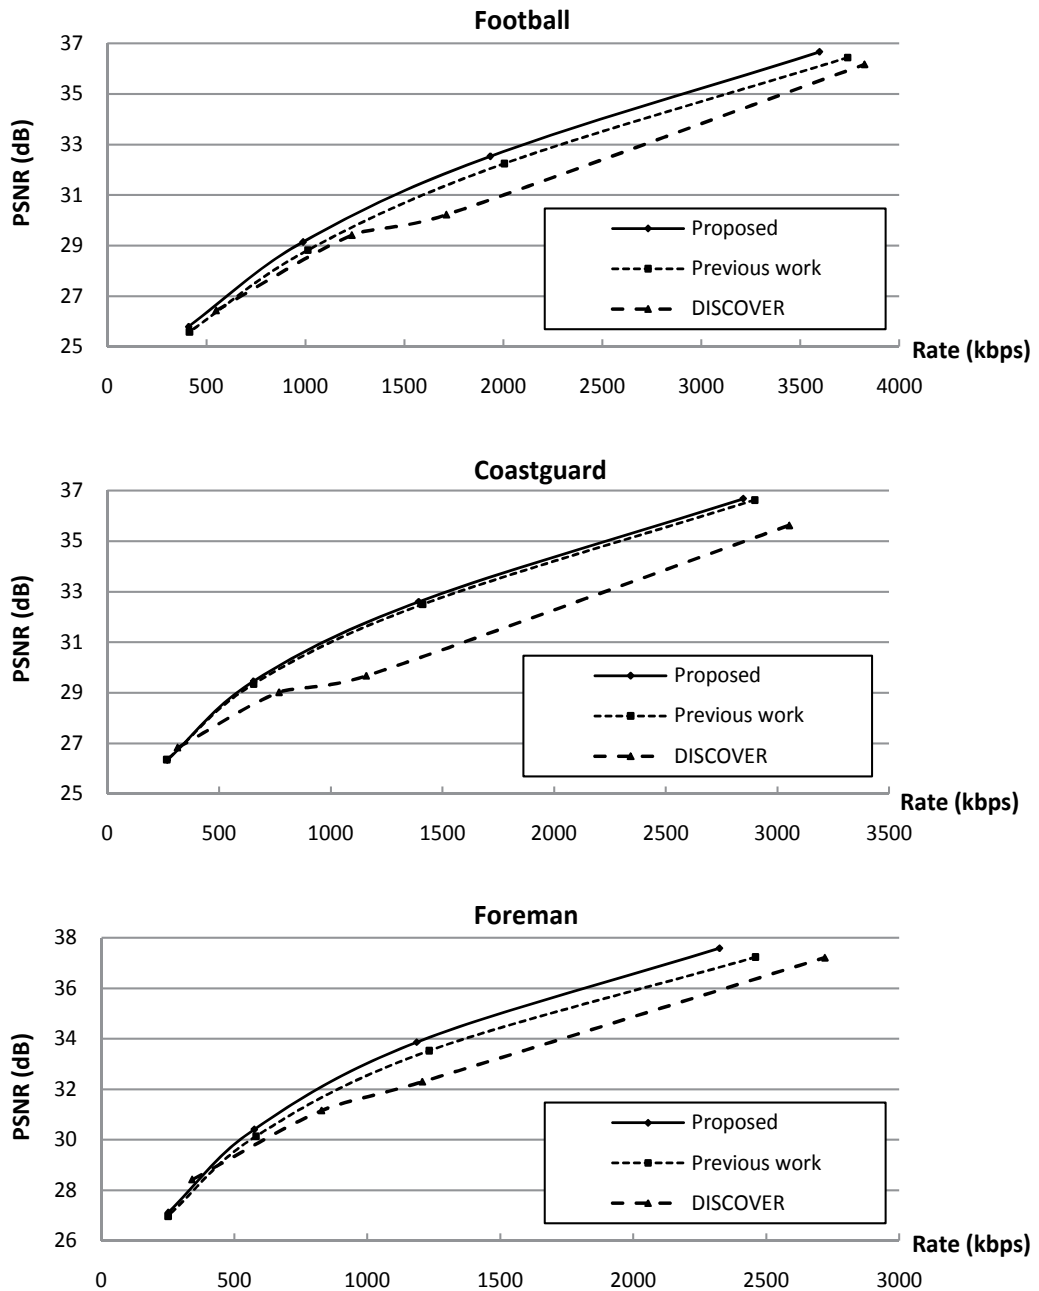 Football
37
35
33
31
29
27
25
PSNR (dB)
Proposed
Previous work
DISCOVER
Rate (kbps)
0 500 1000 1500 2000 2500 3000 3500 4000
Coastguard
37
35
33
31
29
27
25
PSNR (dB)
Proposed
Previous work
DISCOVER
Rate (kbps)
0 500 1000 1500 2000 2500 3000 3500
Foreman
38
36
34
32
30
28
26
PSNR (dB)
Proposed
Previous work
DISCOVER
Rate (kbps)
0 500 1000 1500 2000 2500 3000